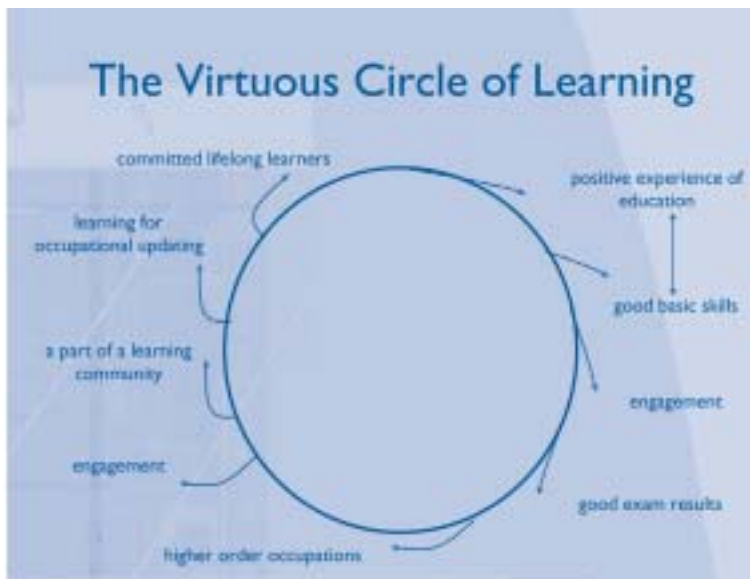 The Virtuous Circle of Learning
committed lifelong learners
positive experience of
education
learning for
occupational updating
good basic skills
a part of a learning
community
engagement
engagement
good exam results
higher order occupations